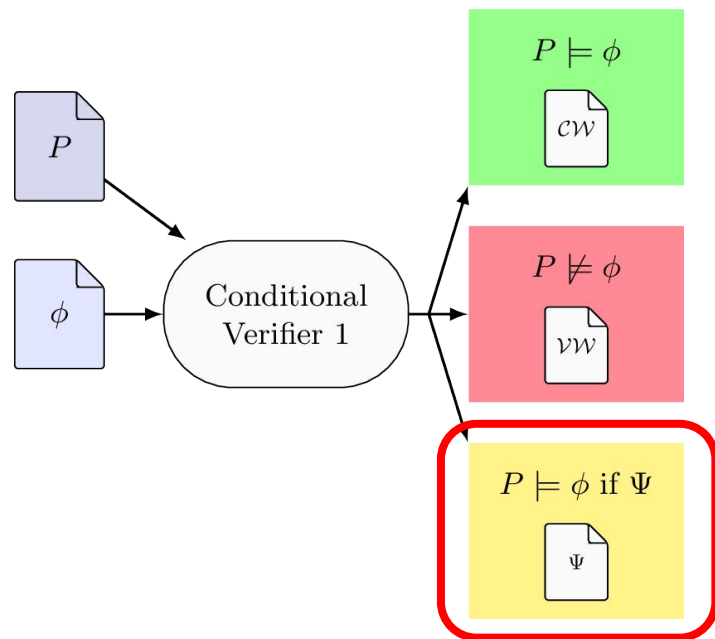 P ⊨ ϕ
𝒞𝒲
P
ϕ
Conditional
Verifier 1
P ⊭ ϕ
𝒱𝒲
P ⊨ ϕ if Ψ
Ψ